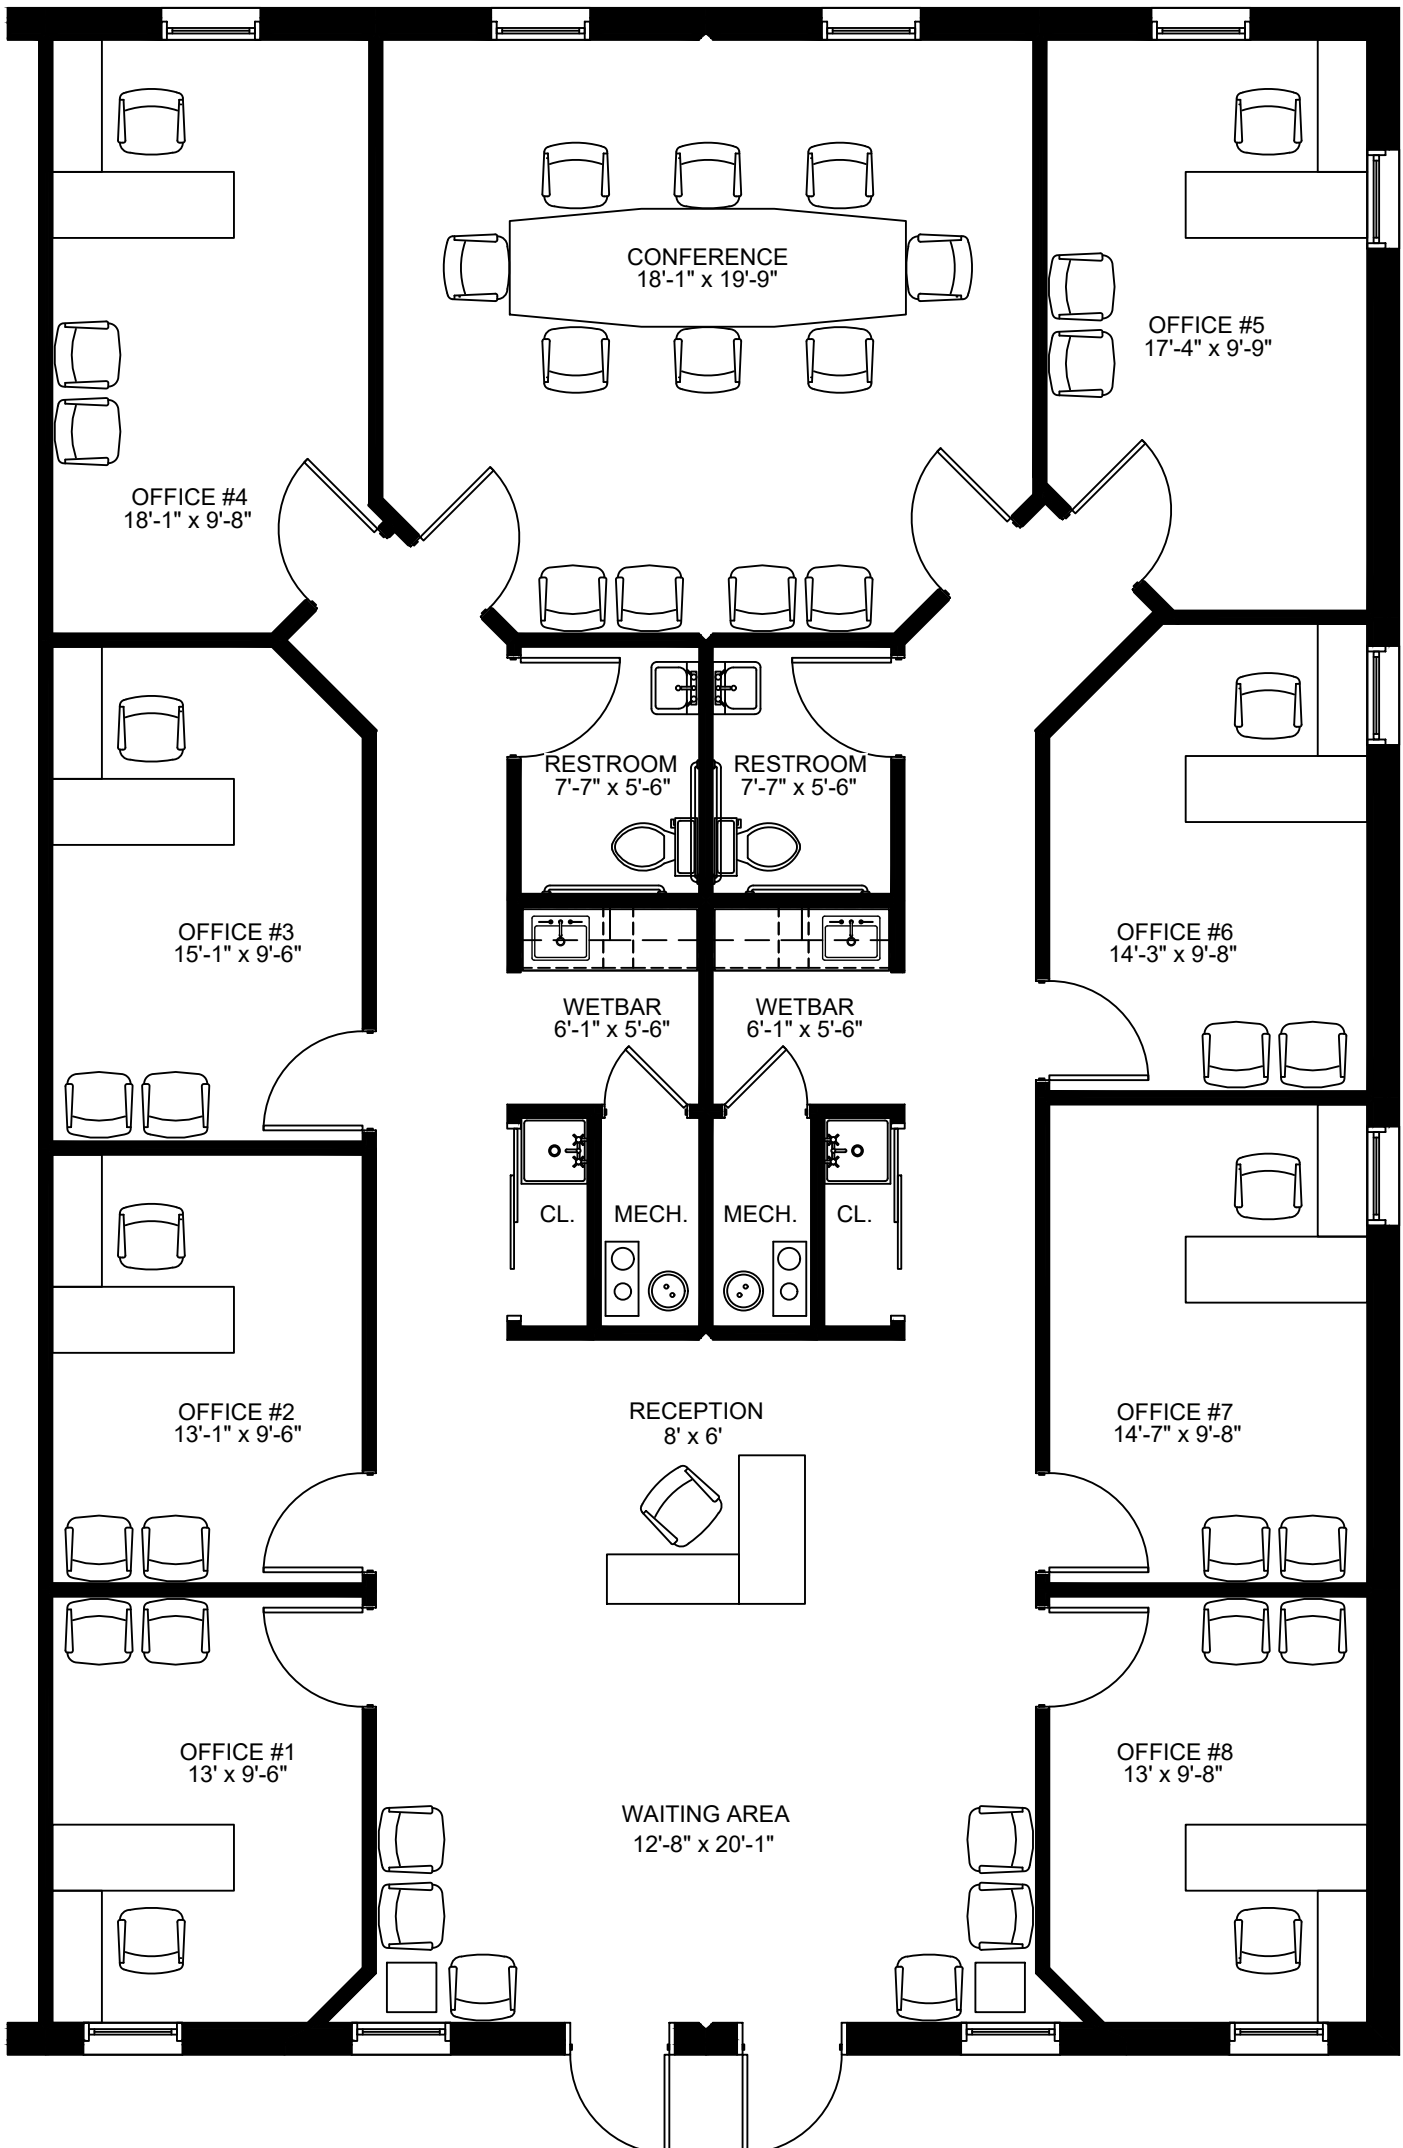 CONFERENCE
18'-1" x 19'-9"
OFFICE #5
17'-4" x 9'-9"
OFFICE #4
18'-1" x 9'-8"
RESTROOM
7'-7" x 5'-6"
RESTROOM
7'-7" x 5'-6"
OFFICE #3
15'-1" x 9'-6"
OFFICE #6
14'-3" x 9'-8"
WETBAR
6'-1" x 5'-6"
WETBAR
6'-1" x 5'-6"
CL.
MECH.
MECH.
CL.
OFFICE #2
13'-1" x 9'-6"
RECEPTION
8' x 6'
OFFICE #7
14'-7" x 9'-8"
OFFICE #1
13' x 9'-6"
OFFICE #8
13' x 9'-8"
WAITING AREA
12'-8" x 20'-1"